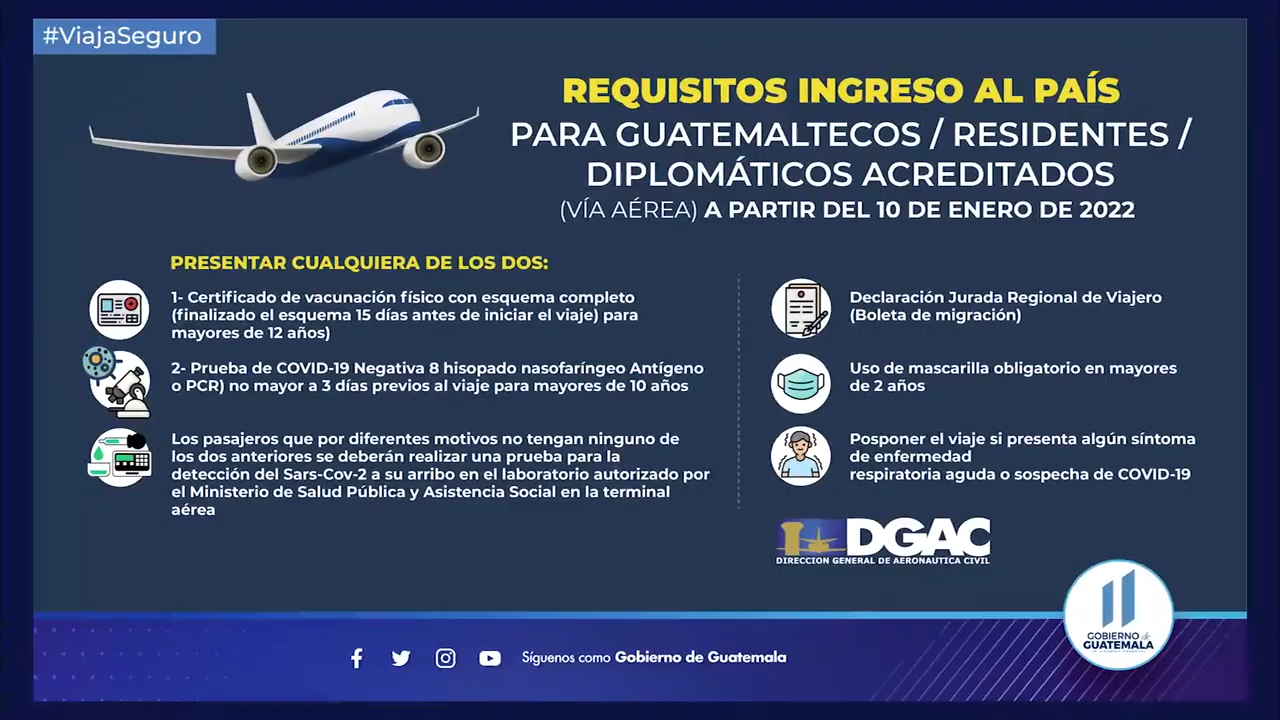 #ViajaSeguro
REQUISITOS INGRESO AL PAÍS
PARA GUATEMALTECOS / RESIDENTES /
DIPLOMÁTICOS ACREDITADOS
(VÍA AÉREA) A PARTIR DEL 10 DE ENERO DE 2022
PRESENTAR CUALQUIERA DE LOS DOS:
1- Certificado de vacunación físico con esquema completo
(finalizado el esquema 15 días antes de iniciar el viaje) para
mayores de 12 años)
2- Prueba de COVID-19 Negativa 8 hisopado nasofaríngeo Antígeno
o PCR) no mayor a 3 días previos al viaje para mayores de 10 años
Los pasajeros que por diferentes motivos no tengan ninguno de
los dos anteriores se deberán realizar una prueba para la
detección del Sars-Cov-2 a su arribo en el laboratorio autorizado por
el Ministerio de Salud Pública y Asistencia Social en la terminal
aérea
Declaración Jurada Regional de Viajero
(Boleta de migración)
Uso de mascarilla obligatorio en mayores
de 2 años
Posponer el viaje si presenta algún síntoma
de enfermedad
respiratoria aguda o sospecha de COVID-19
DGAC
DIRECCION GENERAL DE AERONAUTICA CIVIL
Síguenos como Gobierno de Guatemala
GOBIERNO de
GUATEMALA